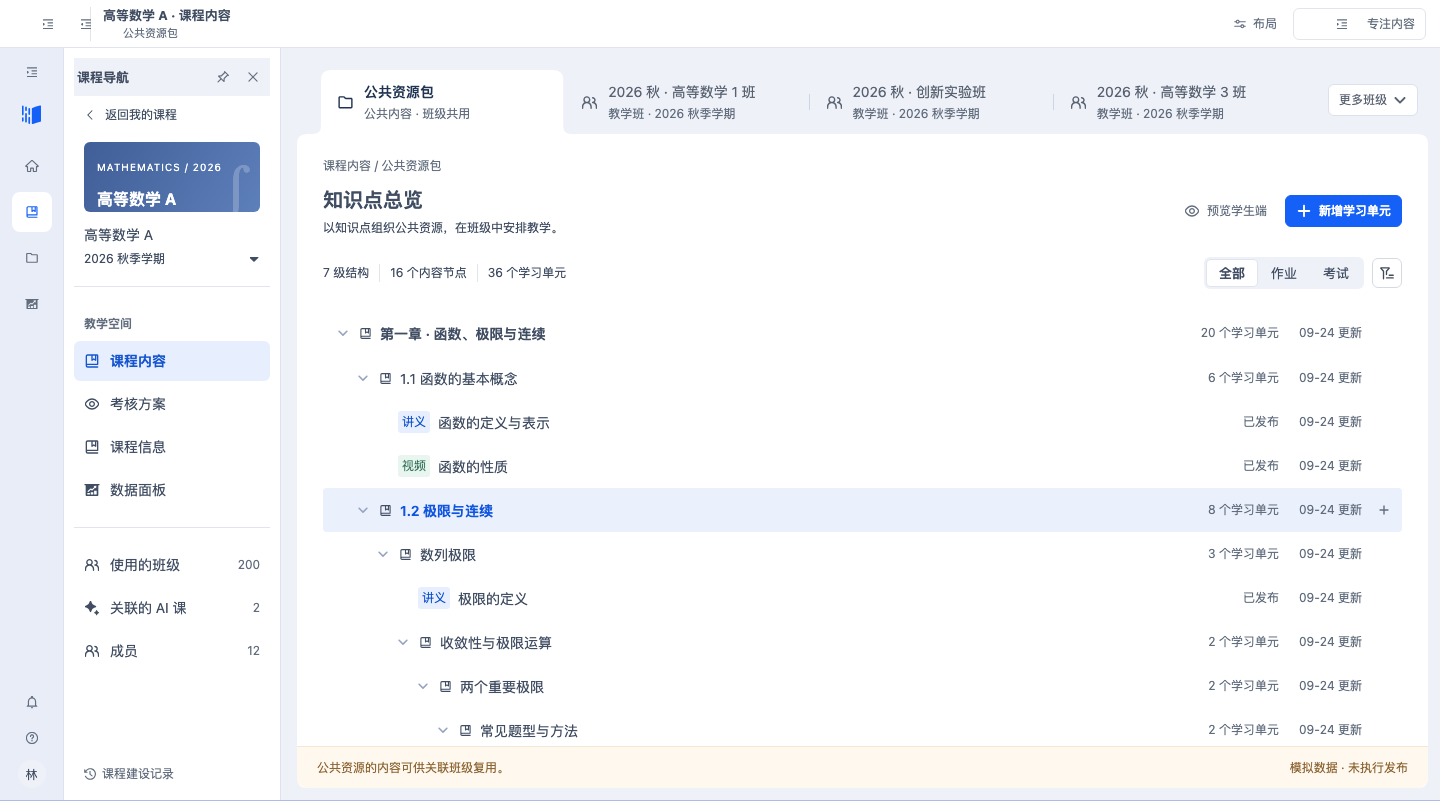 高等数学 A · 课程内容
公共资源包
布局
专注内容
课程导航
返回我的课程
MATHEMATICS / 2026
高等数学 A
高等数学 A
2026 秋季学期
教学空间
课程内容
考核方案
课程信息
数据面板
使用的班级 200
关联的 AI 课 2
成员 12
课程建设记录
林
公共资源包
公共内容 · 班级共用
2026 秋 · 高等数学 1 班
教学班 · 2026 秋季学期
2026 秋 · 创新实验班
教学班 · 2026 秋季学期
2026 秋 · 高等数学 3 班
教学班 · 2026 秋季学期
更多班级
课程内容 / 公共资源包
知识点总览
以知识点组织公共资源，在班级中安排教学。
预览学生端
新增学习单元
7 级结构 16 个内容节点 36 个学习单元
全部 作业 考试
第一章 · 函数、极限与连续 20 个学习单元 09-24 更新
1.1 函数的基本概念 6 个学习单元 09-24 更新
讲义 函数的定义与表示 已发布 09-24 更新
视频 函数的性质 已发布 09-24 更新
1.2 极限与连续 8 个学习单元 09-24 更新
数列极限 3 个学习单元 09-24 更新
讲义 极限的定义 已发布 09-24 更新
收敛性与极限运算 2 个学习单元 09-24 更新
两个重要极限 2 个学习单元 09-24 更新
常见题型与方法 2 个学习单元 09-24 更新
公共资源的内容可供关联班级复用。
模拟数据 · 未执行发布